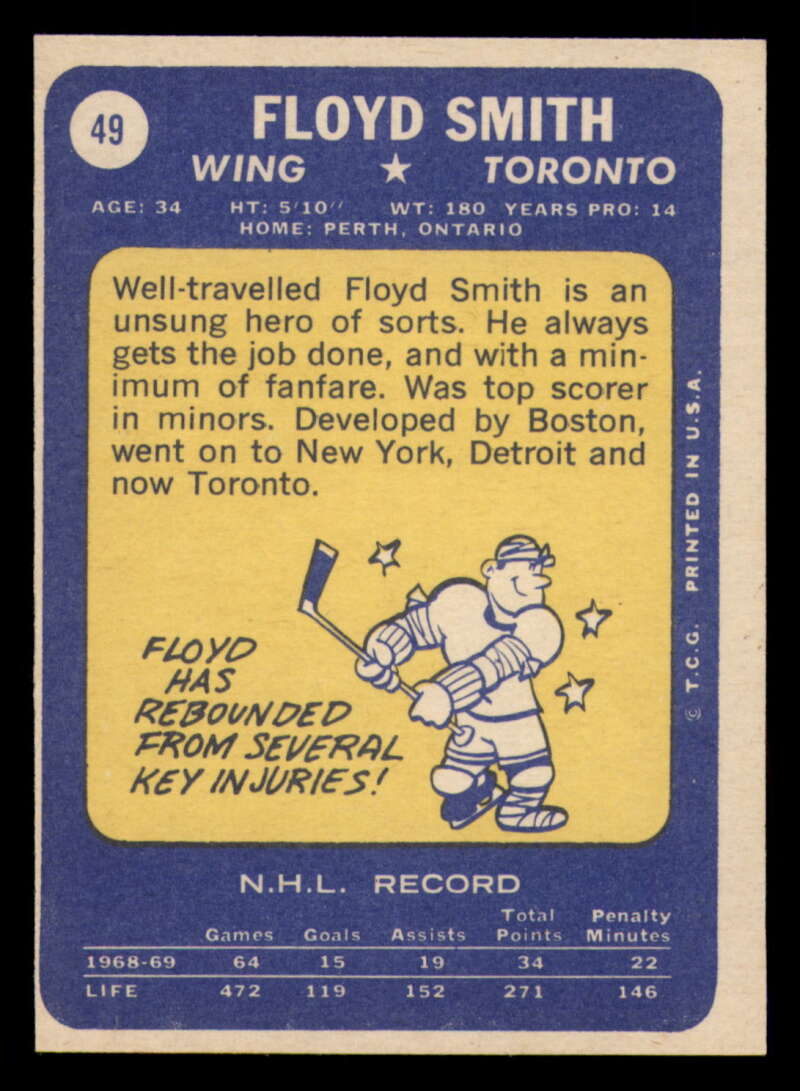 49
FLOYD SMITH
WING ★ TORONTO
AGE: 34 HT: 5'10'' WT: 180 YEARS PRO: 14
HOME: PERTH, ONTARIO
Well-travelled Floyd Smith is an
unsung hero of sorts. He always
gets the job done, and with a min-
imum of fanfare. Was top scorer
in minors. Developed by Boston,
went on to New York, Detroit and
now Toronto.
FLOYD
HAS
REBOUNDED
FROM SEVERAL
KEY INJURIES!
© T.C.G. PRINTED IN U.S.A.
N.H.L. RECORD
Games Goals Assists Total Points Penalty Minutes
1968-69 64 15 19 34 22
LIFE 472 119 152 271 146